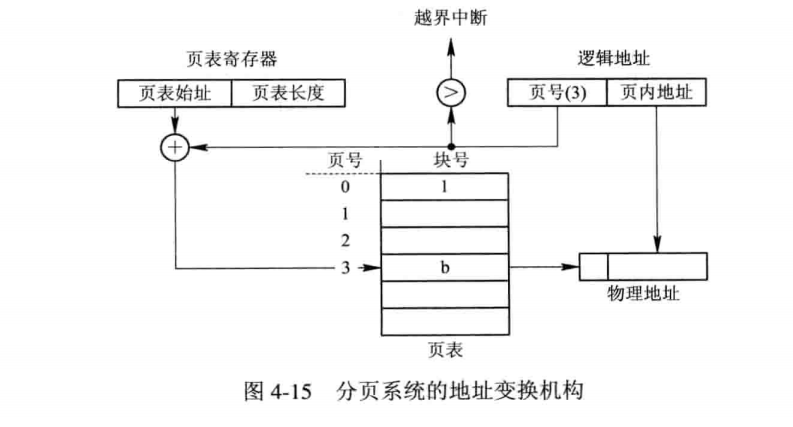 越界中断
页表寄存器
逻辑地址
页表始址 页表长度
>
页号(3) 页内地址
+
页号 块号
0 1
1
2
3 b
物理地址
页表
图 4-15 分页系统的地址变换机构